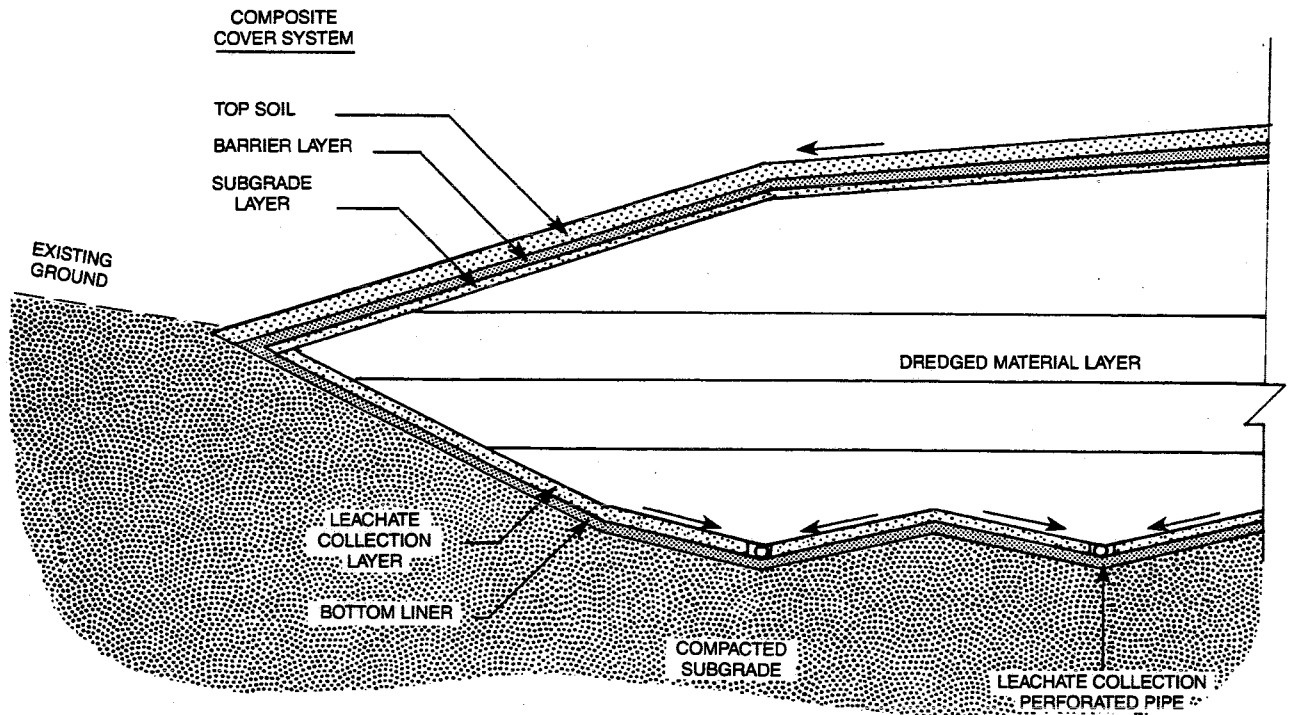 COMPOSITE
COVER SYSTEM
TOP SOIL
BARRIER LAYER
SUBGRADE
LAYER
EXISTING
GROUND
DREDGED MATERIAL LAYER
LEACHATE
COLLECTION
LAYER
BOTTOM LINER
COMPACTED
SUBGRADE
LEACHATE COLLECTION
PERFORATED PIPE